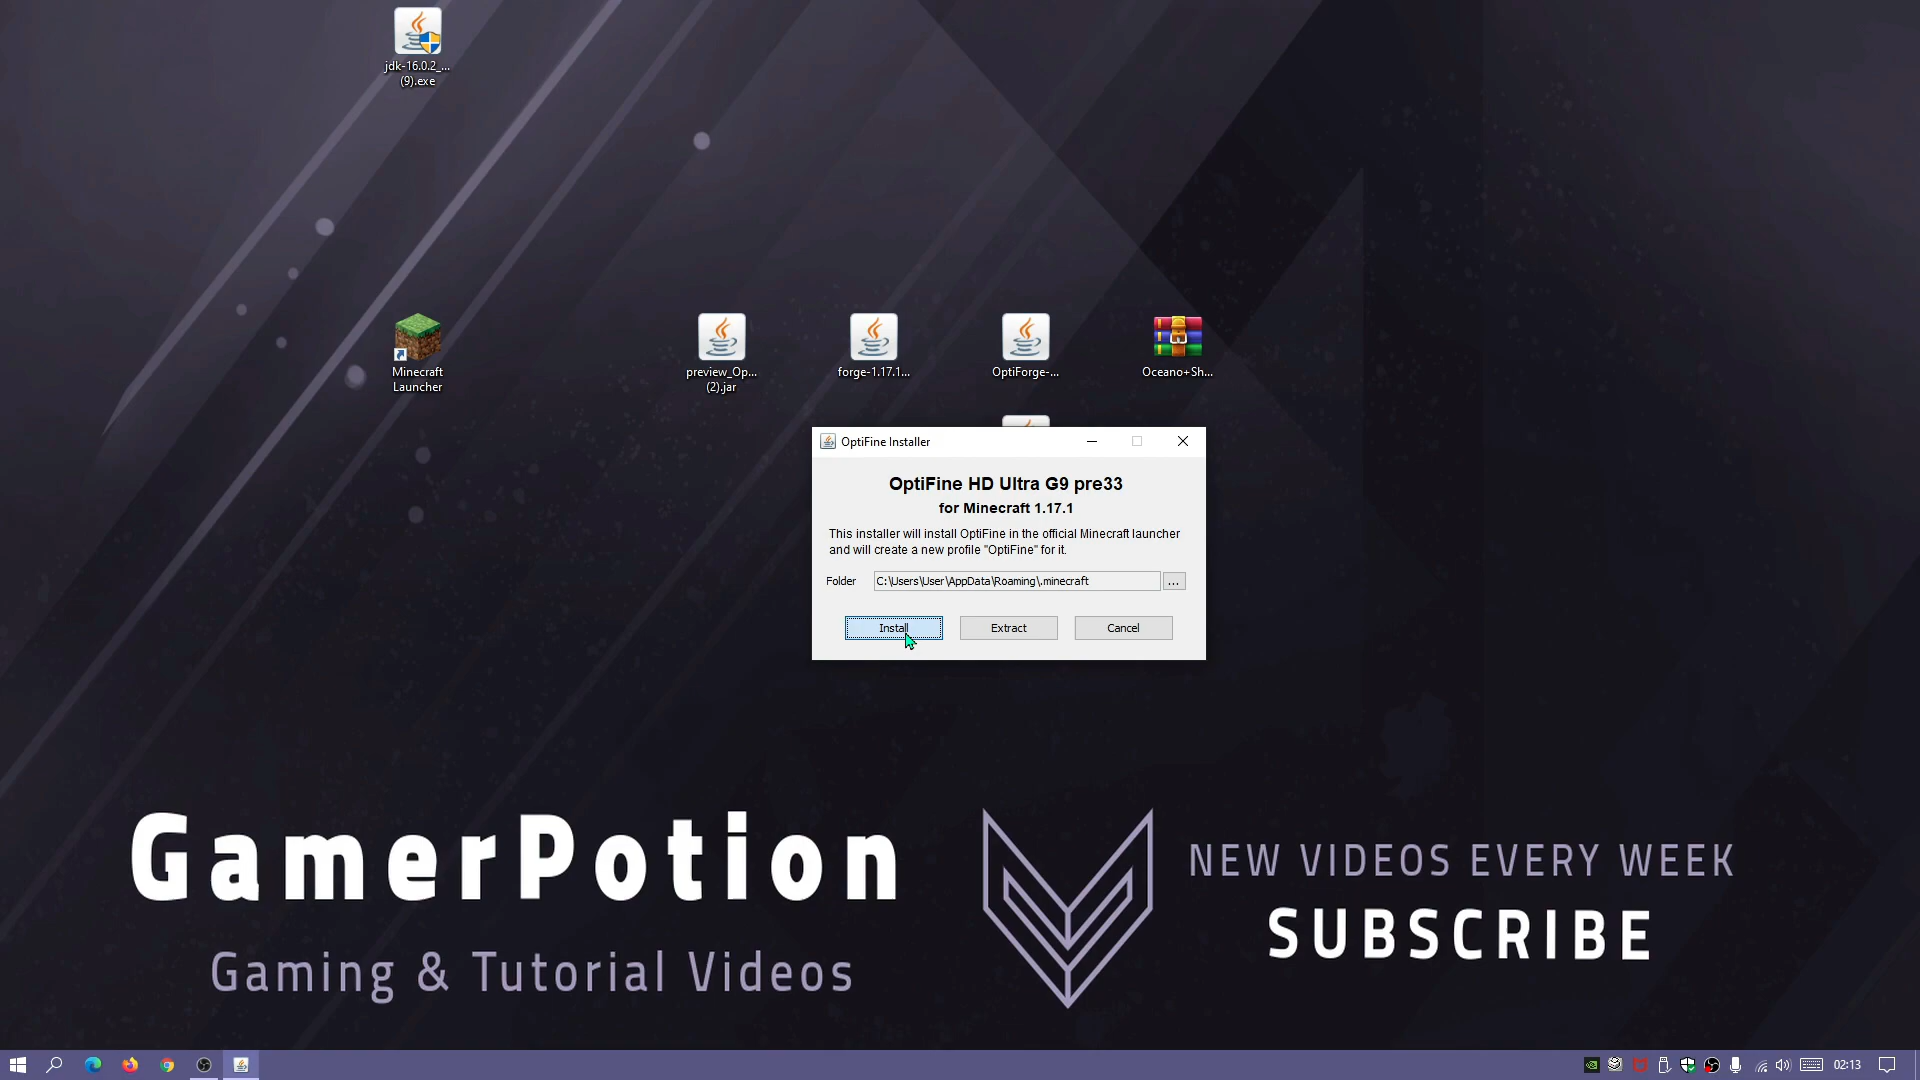 jdk-16.0.2_...
(9).exe
Minecraft
Launcher
preview_Op...
(2).jar
forge-1.17.1...
OptiForge-...
Oceano+Sh...
OptiFine Installer
OptiFine HD Ultra G9 pre33
for Minecraft 1.17.1
This installer will install OptiFine in the official Minecraft launcher
and will create a new profile "OptiFine" for it.
Folder C:\Users\User\AppData\Roaming\.minecraft ...
Install Extract Cancel
GamerPotion
Gaming & Tutorial Videos
NEW VIDEOS EVERY WEEK
SUBSCRIBE
02:13